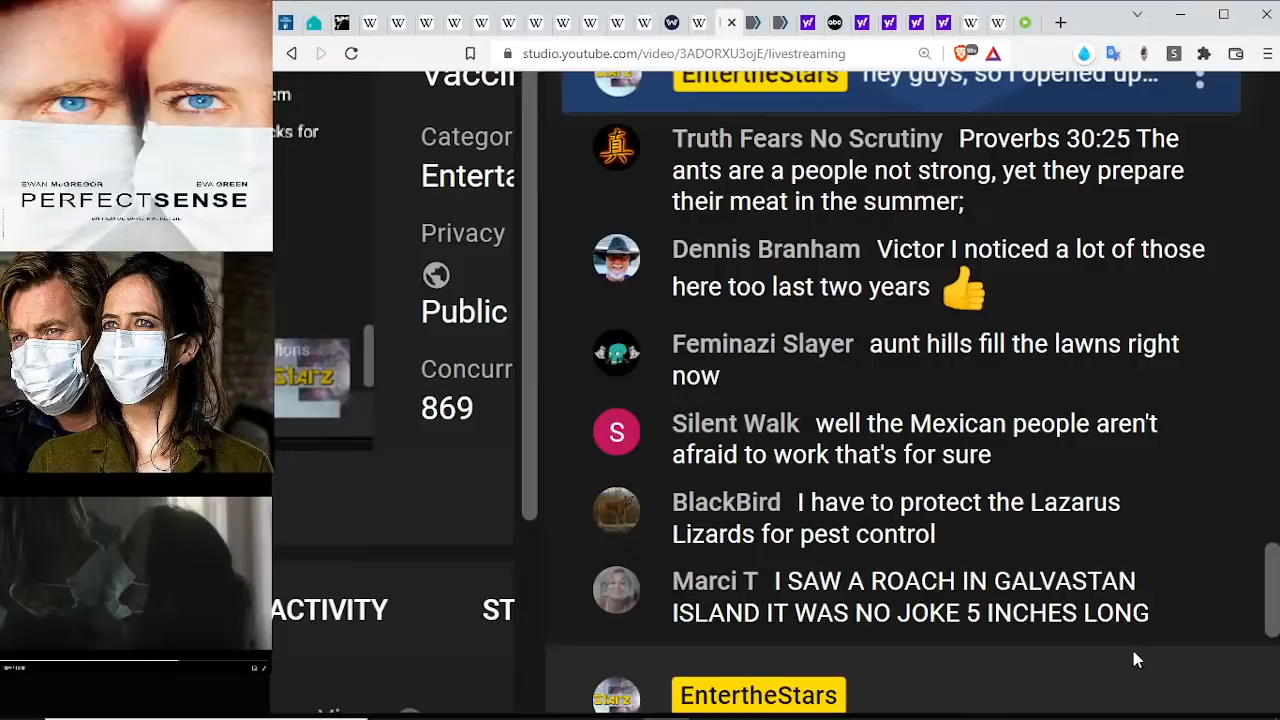 EWAN McGREGOR EVA GREEN
PERFECT SENSE
studio.youtube.com/video/3ADORXU3ojE/livestreaming
em
cks for
Starz
Categor
Enterta
Privacy
Public
Concurr
869
ACTIVITY ST
EntertheStars hey guys, so I opened up...
Truth Fears No Scrutiny Proverbs 30:25 The
ants are a people not strong, yet they prepare
their meat in the summer;
Dennis Branham Victor I noticed a lot of those
here too last two years 👍
Feminazi Slayer aunt hills fill the lawns right
now
S
Silent Walk well the Mexican people aren't
afraid to work that's for sure
BlackBird I have to protect the Lazarus
Lizards for pest control
Marci T I SAW A ROACH IN GALVASTAN
ISLAND IT WAS NO JOKE 5 INCHES LONG
EntertheStars